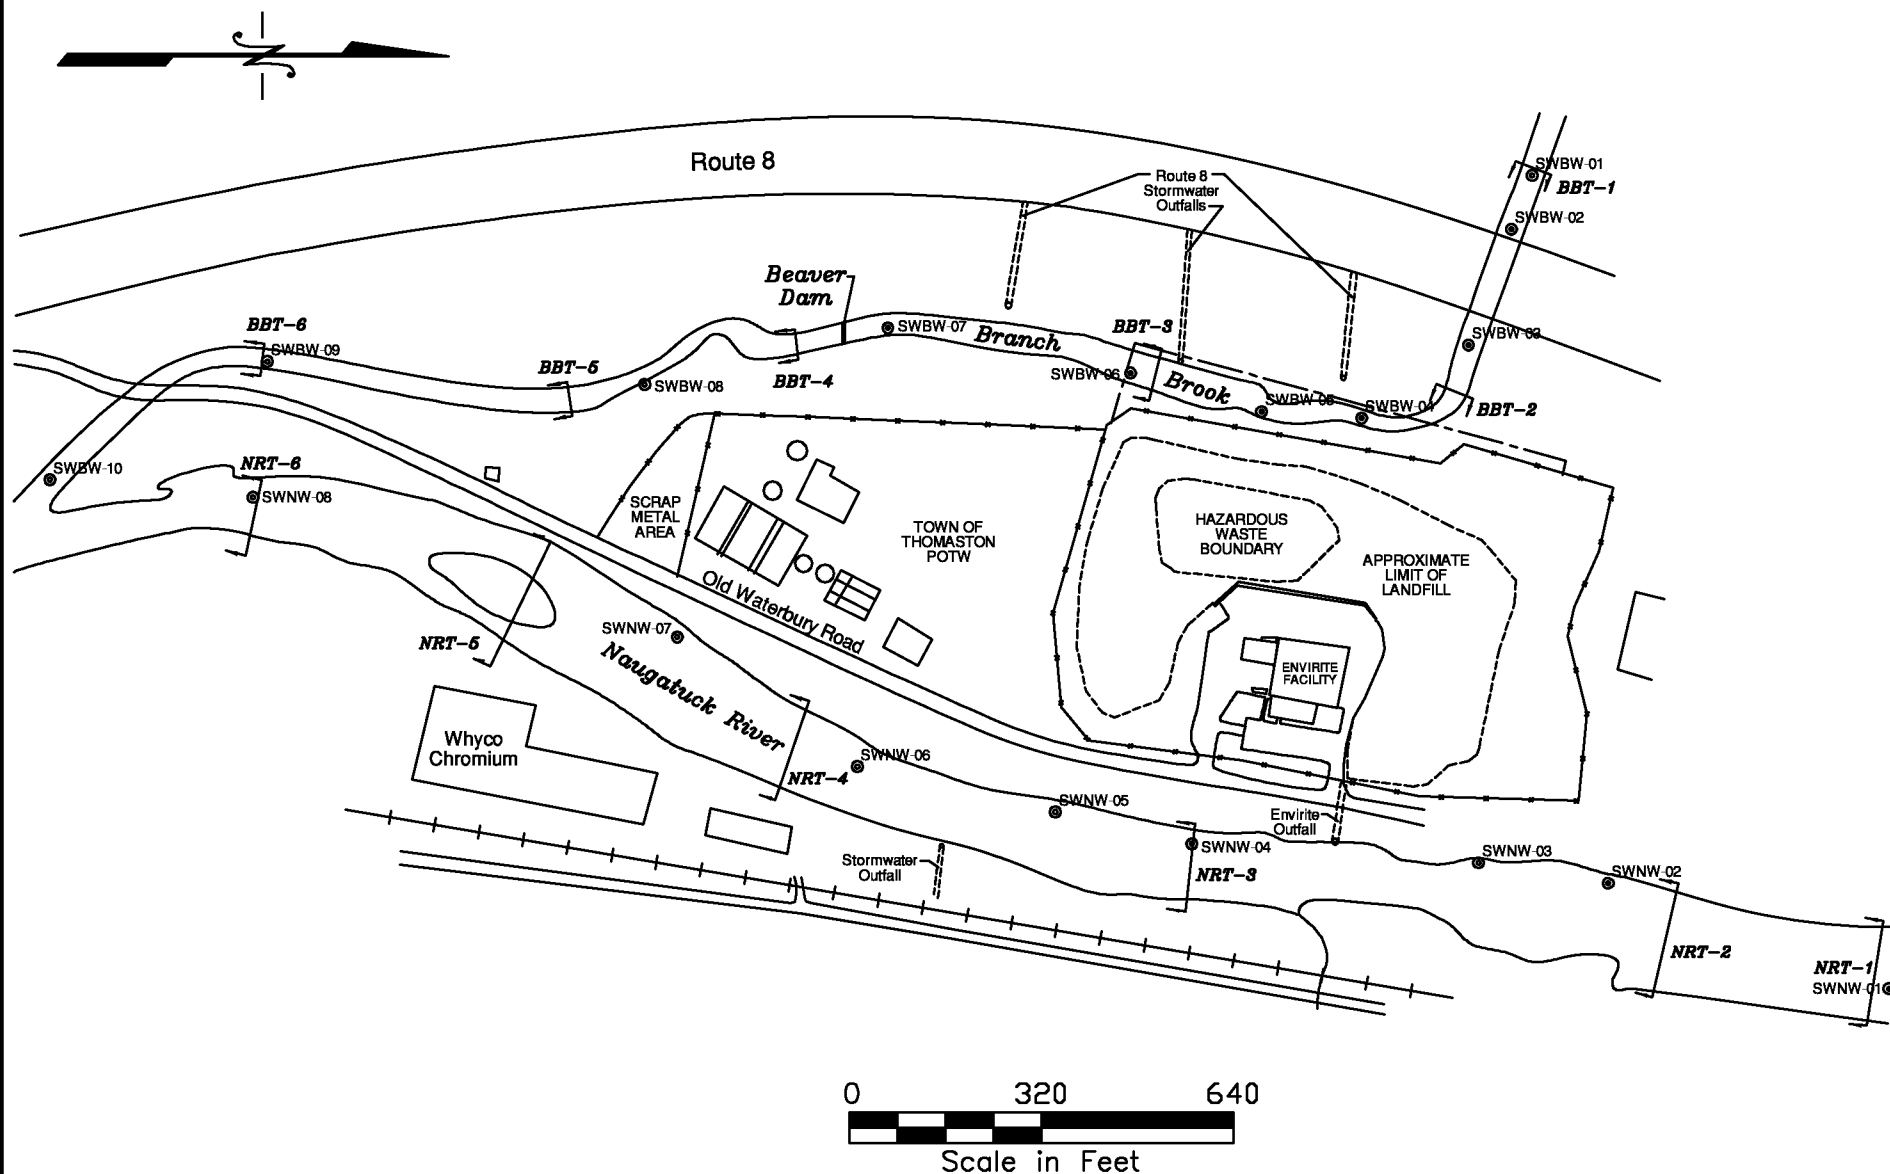 Route 8
Route 8
Stormwater
Outfalls
SWBW-01
BBT-1
SWBW-02
Beaver
Dam
BBT-6
SWBW-09
SWBW-07
Branch
BBT-3
SWBW-03
BBT-5
SWBW-08
BBT-4
SWBW-06
Brook
SWBW-05
SWBW-04
BBT-2
SWBW-10
NRT-6
SWNW-08
SCRAP
METAL
AREA
TOWN OF
THOMASTON
POTW
HAZARDOUS
WASTE
BOUNDARY
APPROXIMATE
LIMIT OF
LANDFILL
Old Waterbury Road
SWNW-07
NRT-5
Naugatuck River
ENVIRITE
FACILITY
Whyco
Chromium
SWNW-06
NRT-4
SWNW-05
Envirite
Outfall
SWNW-04
SWNW-03
Stormwater
Outfall
NRT-3
SWNW-02
NRT-2
NRT-1
SWNW-01
0 320 640
Scale in Feet